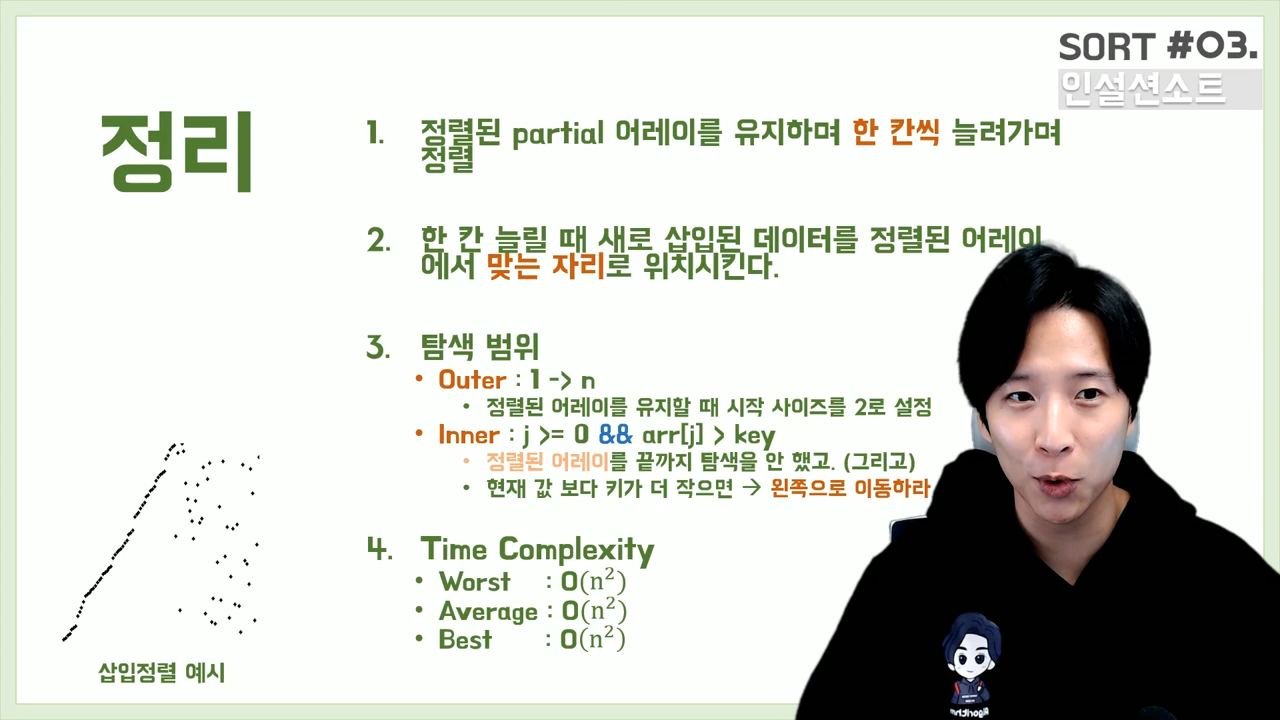 SORT #03.
인설션소트
정리
1. 정렬된 partial 어레이를 유지하며 한 칸씩 늘려가며
정렬
2. 한 칸 늘릴 때 새로 삽입된 데이터를 정렬된 어레이
에서 맞는 자리로 위치시킨다.
3. 탐색 범위
• Outer : 1 -> n
• 정렬된 어레이를 유지할 때 시작 사이즈를 2로 설정
• Inner : j >= 0 && arr[j] > key
• 정렬된 어레이를 끝까지 탐색을 안 했고. (그리고)
• 현재 값 보다 키가 더 작으면 → 왼쪽으로 이동하라
4. Time Complexity
• Worst : O(n²)
• Average : O(n²)
• Best : O(n²)
삽입정렬 예시